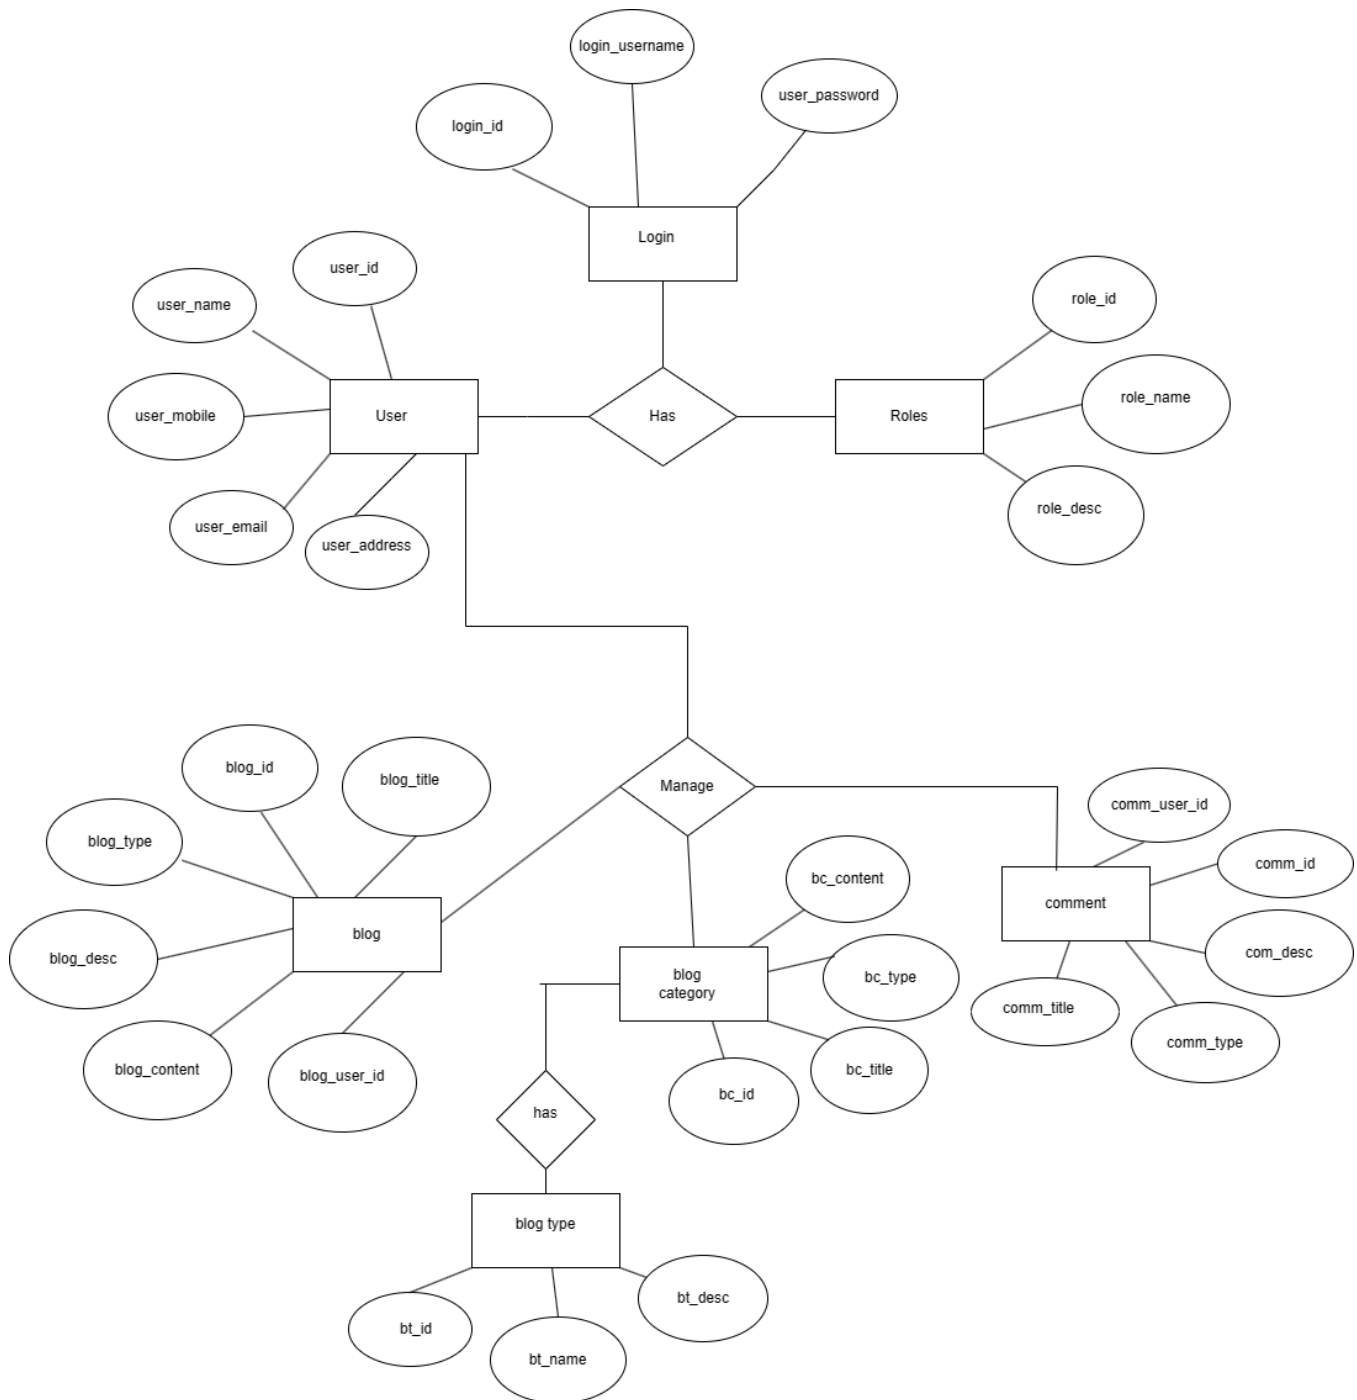 login_username
user_password
login_id
Login
user_id
user_name
role_id
role_name
user_mobile
User
Has
Roles
role_desc
user_email
user_address
blog_id
blog_title
Manage
comm_user_id
blog_type
comm_id
bc_content
blog
comment
blog_desc
com_desc
blog
category
bc_type
comm_title
comm_type
blog_content
blog_user_id
bc_title
bc_id
has
blog type
bt_desc
bt_id
bt_name